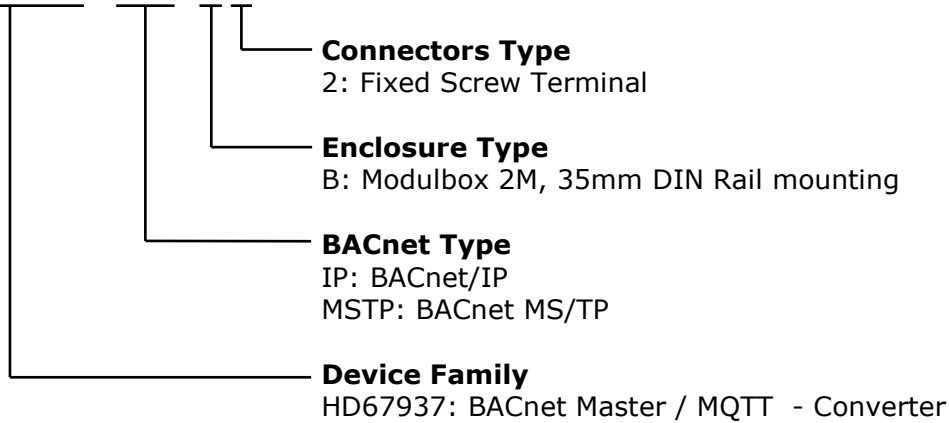 Connectors Type
2: Fixed Screw Terminal
Enclosure Type
B: Modulbox 2M, 35mm DIN Rail mounting
BACnet Type
IP: BACnet/IP
MSTP: BACnet MS/TP
Device Family
HD67937: BACnet Master / MQTT - Converter